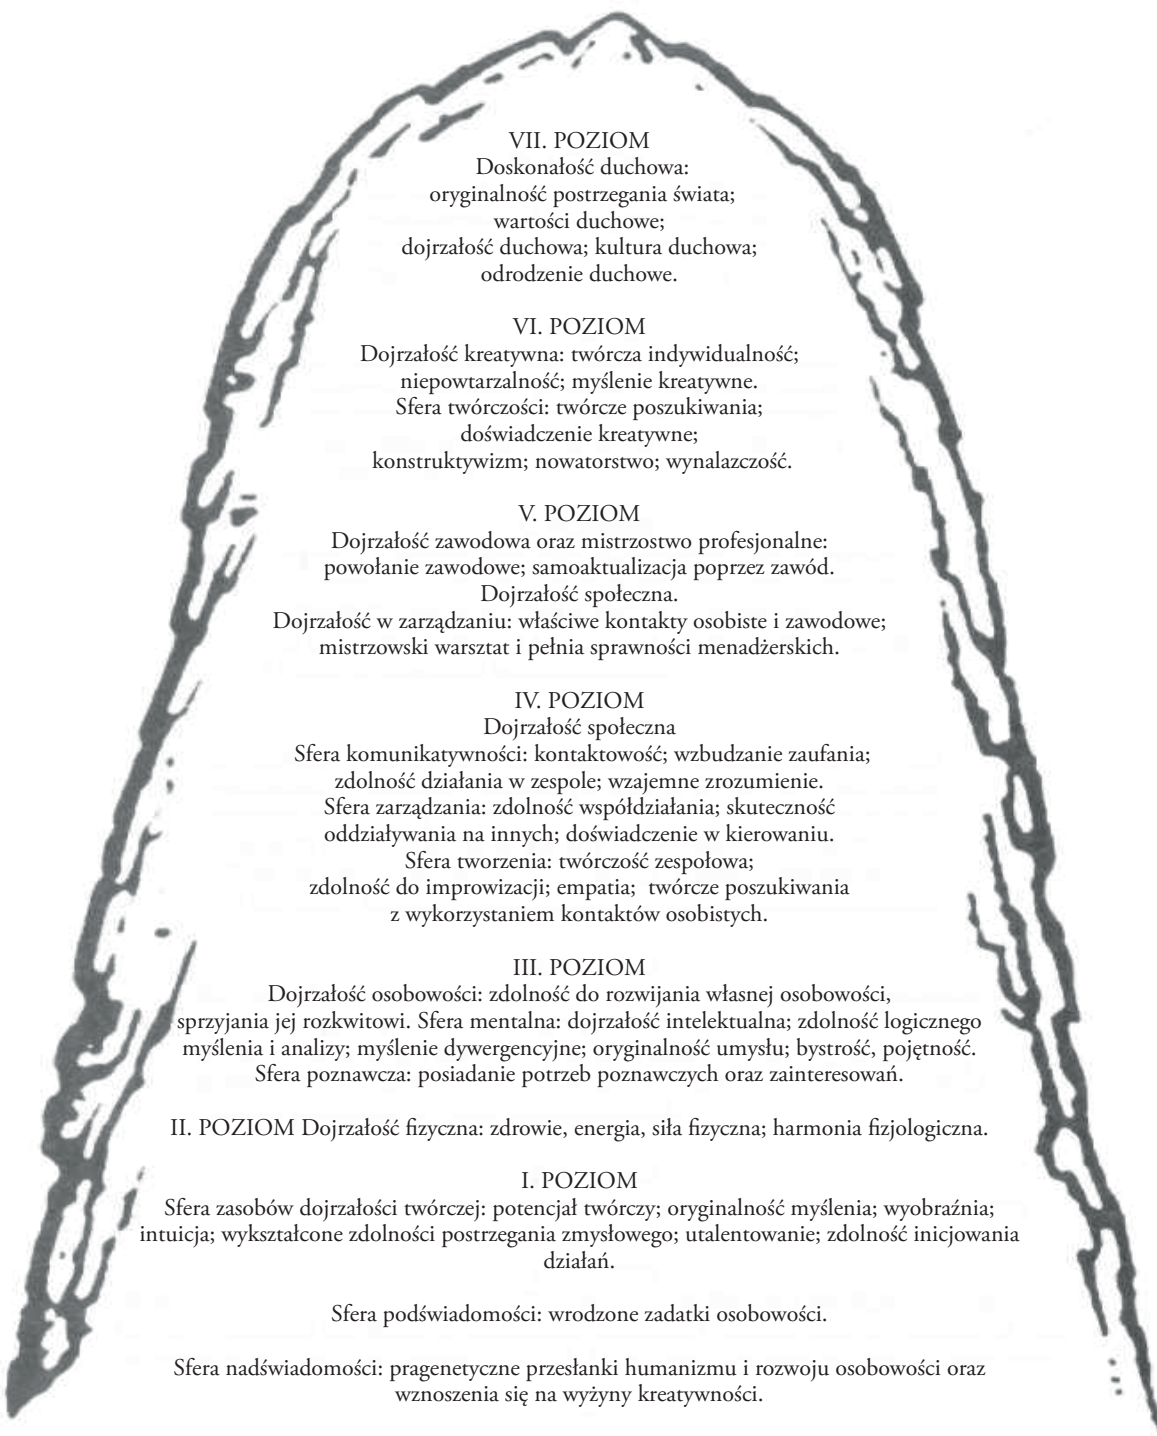 VII. POZIOM
Doskonałość duchowa:
oryginalność postrzegania świata;
wartości duchowe;
dojrzałość duchowa; kultura duchowa;
odrodzenie duchowe.
VI. POZIOM
Dojrzałość kreatywna: twórcza indywidualność;
niepowtarzalność; myślenie kreatywne.
Sfera twórczości: twórcze poszukiwania;
doświadczenie kreatywne;
konstruktywizm; nowatorstwo; wynalazczość.
V. POZIOM
Dojrzałość zawodowa oraz mistrzostwo profesjonalne:
powołanie zawodowe; samoaktualizacja poprzez zawód.
Dojrzałość społeczna.
Dojrzałość w zarządzaniu: właściwe kontakty osobiste i zawodowe;
mistrzowski warsztat i pełnia sprawności menadżerskich.
IV. POZIOM
Dojrzałość społeczna
Sfera komunikatywności: kontaktowość; wzbudzanie zaufania;
zdolność działania w zespole; wzajemne zrozumienie.
Sfera zarządzania: zdolność współdziałania; skuteczność
oddziaływania na innych; doświadczenie w kierowaniu.
Sfera tworzenia: twórczość zespołowa;
zdolność do improwizacji; empatia; twórcze poszukiwania
z wykorzystaniem kontaktów osobistych.
III. POZIOM
Dojrzałość osobowości: zdolność do rozwijania własnej osobowości,
sprzyjania jej rozkwitowi. Sfera mentalna: dojrzałość intelektualna; zdolność logicznego
myślenia i analizy; myślenie dywergencyjne; oryginalność umysłu; bystrość, pojętność.
Sfera poznawcza: posiadanie potrzeb poznawczych oraz zainteresowań.
II. POZIOM Dojrzałość fizyczna: zdrowie, energia, siła fizyczna; harmonia fizjologiczna.
I. POZIOM
Sfera zasobów dojrzałości twórczej: potencjał twórczy; oryginalność myślenia; wyobraźnia;
intuicja; wykształcone zdolności postrzegania zmysłowego; utalentowanie; zdolność inicjowania
działań.
Sfera podświadomości: wrodzone zadatki osobowości.
Sfera nadświadomości: pragenetyczne przesłanki humanizmu i rozwoju osobowości oraz
wznoszenia się na wyżyny kreatywności.